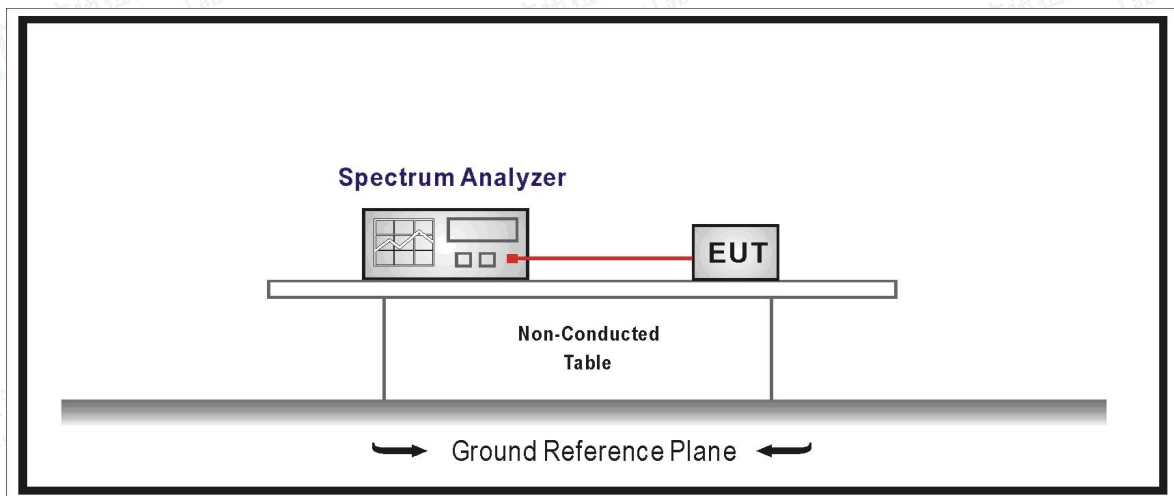 Spectrum Analyzer
EUT
Non-Conducted
Table
Ground Reference Plane